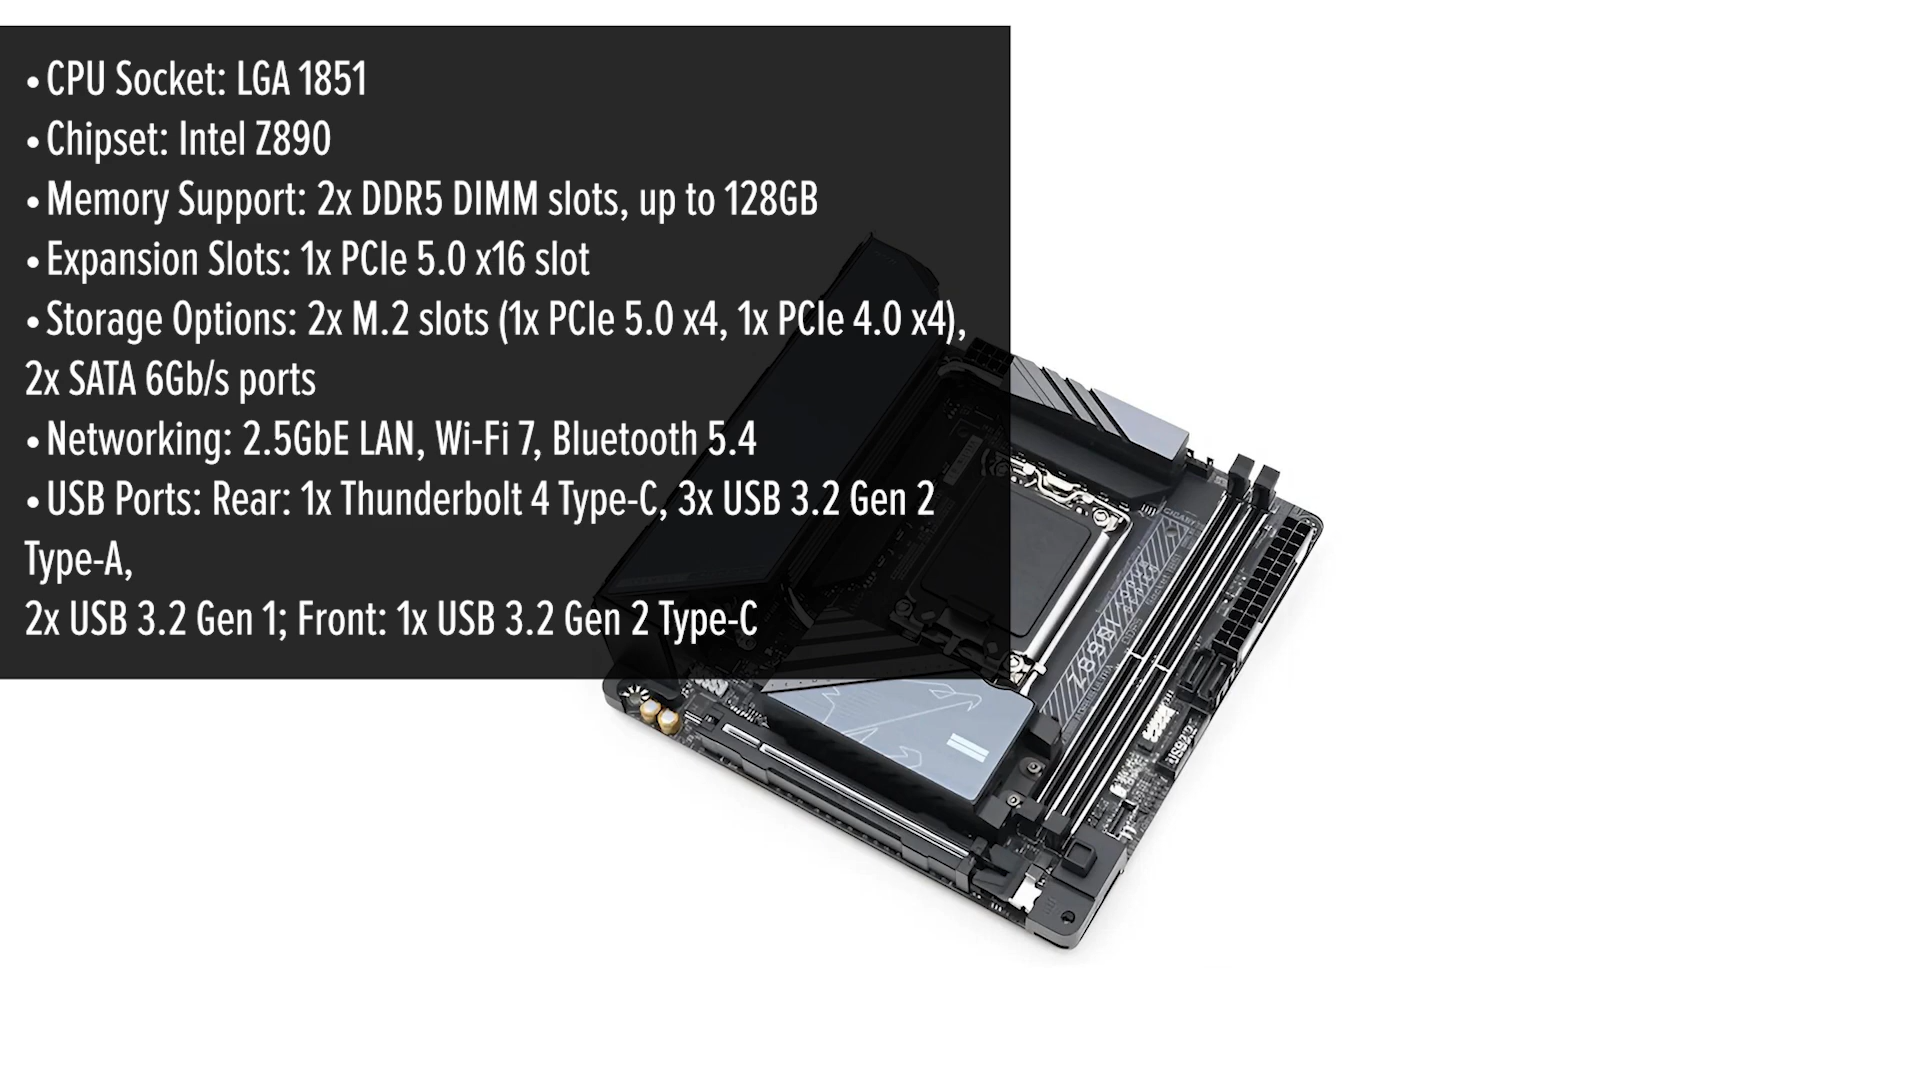 • CPU Socket: LGA 1851
• Chipset: Intel Z890
• Memory Support: 2x DDR5 DIMM slots, up to 128GB
• Expansion Slots: 1x PCIe 5.0 x16 slot
• Storage Options: 2x M.2 slots (1x PCIe 5.0 x4, 1x PCIe 4.0 x4),
2x SATA 6Gb/s ports
• Networking: 2.5GbE LAN, Wi-Fi 7, Bluetooth 5.4
• USB Ports: Rear: 1x Thunderbolt 4 Type-C, 3x USB 3.2 Gen 2
Type-A,
2x USB 3.2 Gen 1; Front: 1x USB 3.2 Gen 2 Type-C
Z890I
DDR5